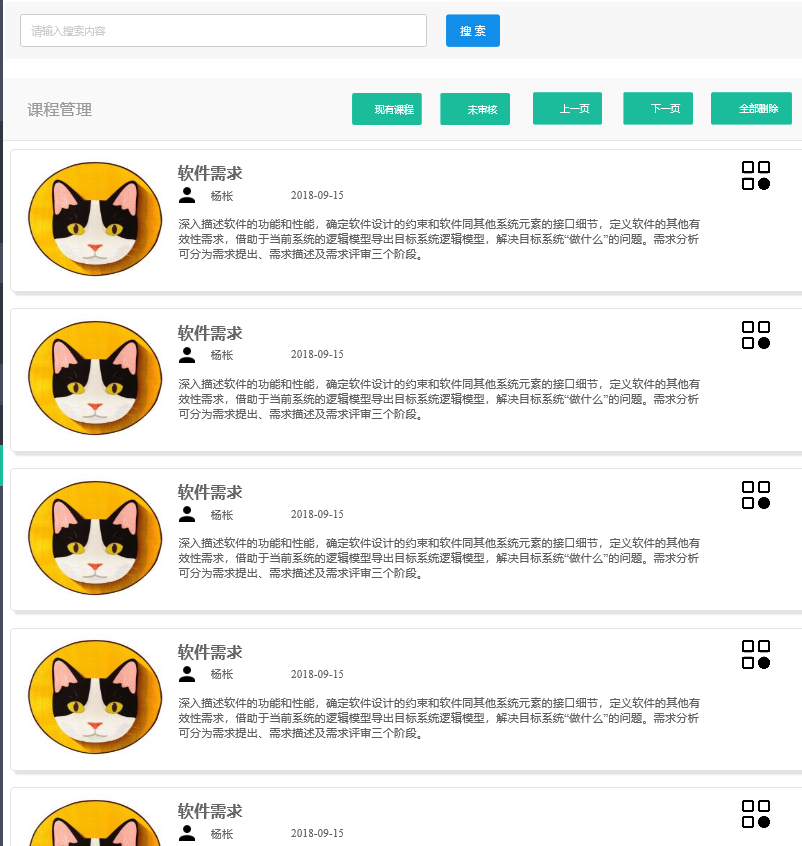 请输入搜索内容
搜 索
课程管理
现有课程
未审核
上一页
下一页
全部删除
软件需求
杨枨
2018-09-15
深入描述软件的功能和性能，确定软件设计的约束和软件同其他系统元素的接口细节，定义软件的其他有
效性需求，借助于当前系统的逻辑模型导出目标系统逻辑模型，解决目标系统“做什么”的问题。需求分析
可分为需求提出、需求描述及需求评审三个阶段。
软件需求
杨枨
2018-09-15
深入描述软件的功能和性能，确定软件设计的约束和软件同其他系统元素的接口细节，定义软件的其他有
效性需求，借助于当前系统的逻辑模型导出目标系统逻辑模型，解决目标系统“做什么”的问题。需求分析
可分为需求提出、需求描述及需求评审三个阶段。
软件需求
杨枨
2018-09-15
深入描述软件的功能和性能，确定软件设计的约束和软件同其他系统元素的接口细节，定义软件的其他有
效性需求，借助于当前系统的逻辑模型导出目标系统逻辑模型，解决目标系统“做什么”的问题。需求分析
可分为需求提出、需求描述及需求评审三个阶段。
软件需求
杨枨
2018-09-15
深入描述软件的功能和性能，确定软件设计的约束和软件同其他系统元素的接口细节，定义软件的其他有
效性需求，借助于当前系统的逻辑模型导出目标系统逻辑模型，解决目标系统“做什么”的问题。需求分析
可分为需求提出、需求描述及需求评审三个阶段。
软件需求
杨枨
2018-09-15